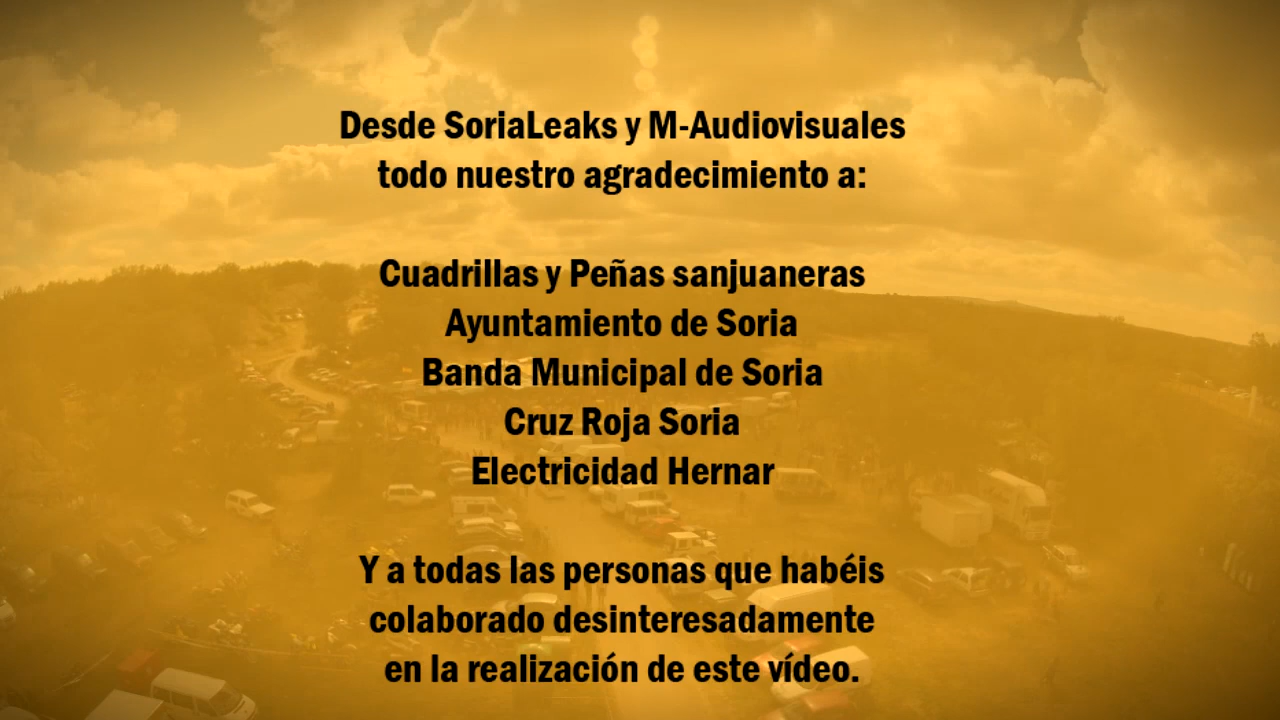 Desde SoriaLeaks y M-Audiovisuales
todo nuestro agradecimiento a:
Cuadrillas y Peñas sanjuaneras
Ayuntamiento de Soria
Banda Municipal de Soria
Cruz Roja Soria
Electricidad Hernar
Y a todas las personas que habéis
colaborado desinteresadamente
en la realización de este vídeo.